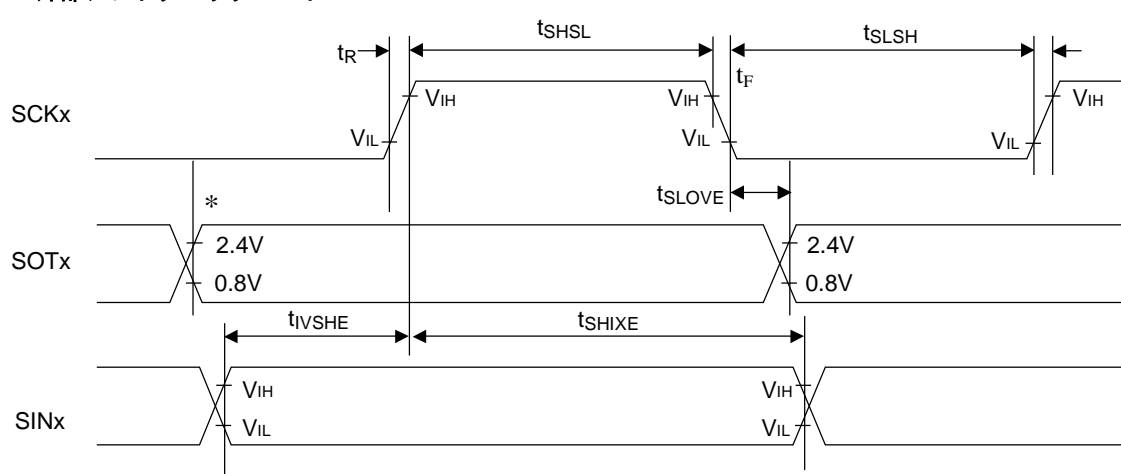 tR
tSHSL
tF
tSLSH
SCKx
VIH
VIL
VIH
VIL
VIL
VIH
*
tSLOVE
SOTx
2.4V
0.8V
2.4V
0.8V
tIVSHE
tSHIXE
SINx
VIH
VIL
VIH
VIL